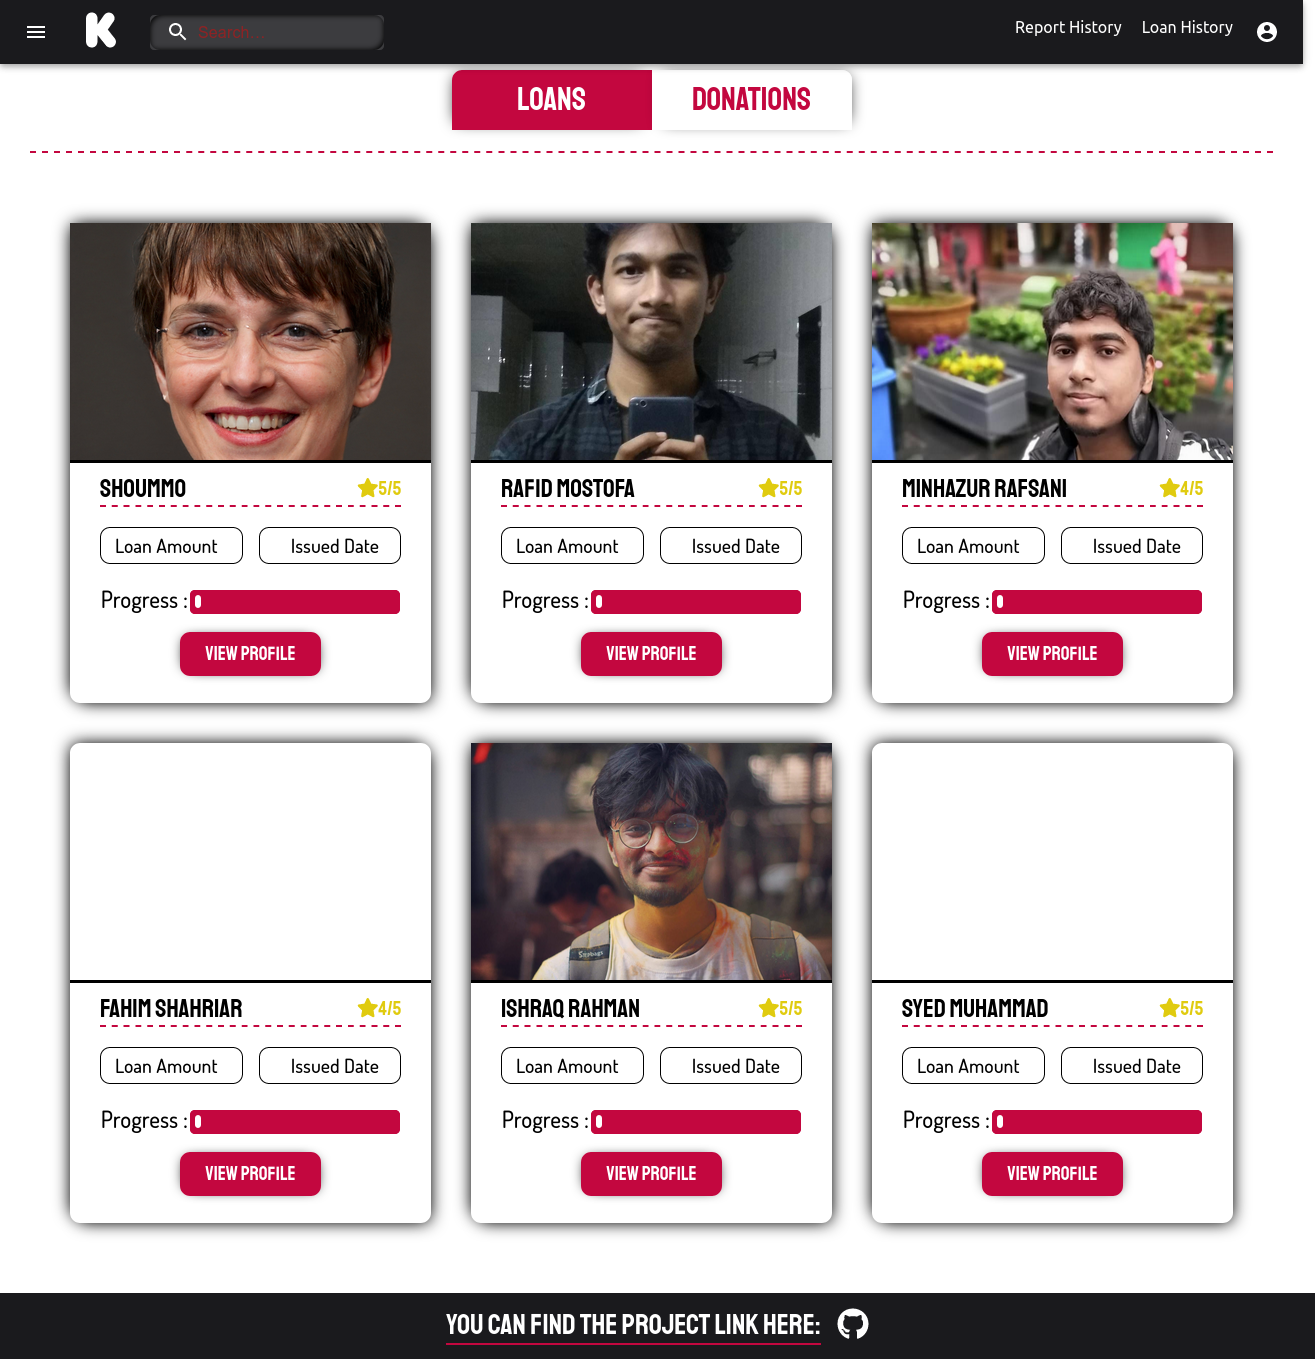 K
Search ...
Report History Loan History
LOANS DONATIONS
SHOUMMO 5/5
Loan Amount Issued Date
Progress :
VIEW PROFILE
RAFID MOSTOFA 5/5
Loan Amount Issued Date
Progress :
VIEW PROFILE
MINHAZUR RAFSANI 4/5
Loan Amount Issued Date
Progress :
VIEW PROFILE
FAHIM SHAHRIAR 4/5
Loan Amount Issued Date
Progress :
VIEW PROFILE
ISHRAQ RAHMAN 5/5
Loan Amount Issued Date
Progress :
VIEW PROFILE
SYED MUHAMMAD 5/5
Loan Amount Issued Date
Progress :
VIEW PROFILE
YOU CAN FIND THE PROJECT LINK HERE: